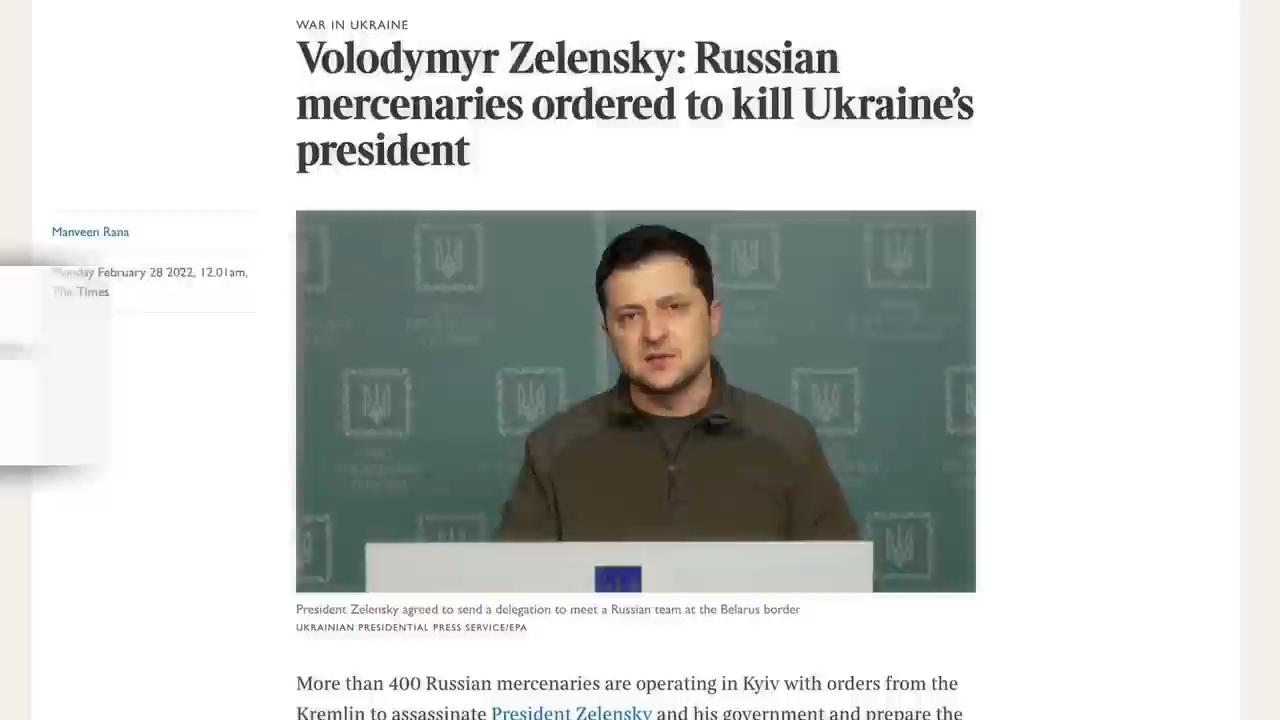 WAR IN UKRAINE
Volodymyr Zelensky: Russian
mercenaries ordered to kill Ukraine’s
president
Manveen Rana
Monday February 28 2022, 12.01am,
The Times
President Zelensky agreed to send a delegation to meet a Russian team at the Belarus border
UKRAINIAN PRESIDENTIAL PRESS SERVICE/EPA
More than 400 Russian mercenaries are operating in Kyiv with orders from the
Kremlin to assassinate President Zelensky and his government and prepare the